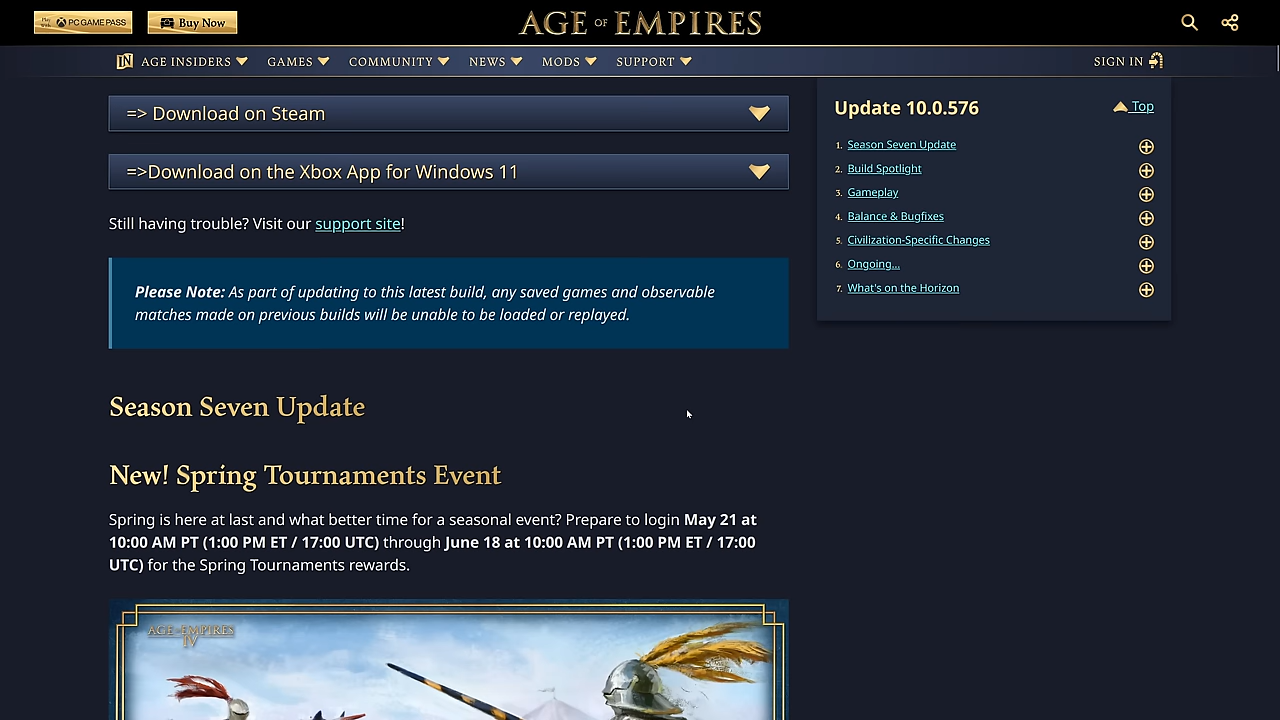 Play with PC GAME PASS
Buy Now
AGE OF EMPIRES
IN AGE INSIDERS
GAMES
COMMUNITY
NEWS
MODS
SUPPORT
SIGN IN
=> Download on Steam
=>Download on the Xbox App for Windows 11
Still having trouble? Visit our support site!
Please Note: As part of updating to this latest build, any saved games and observable
matches made on previous builds will be unable to be loaded or replayed.
Season Seven Update
New! Spring Tournaments Event
Spring is here at last and what better time for a seasonal event? Prepare to login May 21 at
10:00 AM PT (1:00 PM ET / 17:00 UTC) through June 18 at 10:00 AM PT (1:00 PM ET / 17:00
UTC) for the Spring Tournaments rewards.
AGE OF EMPIRES
IV
Update 10.0.576
Top
1. Season Seven Update
2. Build Spotlight
3. Gameplay
4. Balance & Bugfixes
5. Civilization-Specific Changes
6. Ongoing...
7. What's on the Horizon